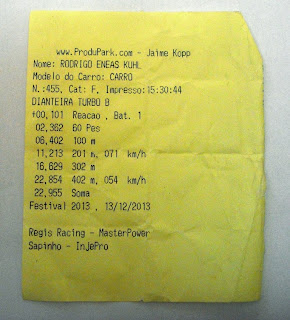 www.ProduPark.com - Jaime Kopp
Nome: RODRIGO ENEAS KUHL
Modelo do Carro: CARRO
N.:455, Cat: F, Impresso:15:30:44
DIANTEIRA TURBO B
+00,101 Reacao , Bat. 1
02,362 60 Pes
06,402 100 m
11,213 201 m, 071 km/h
16,629 302 m
22,854 402 m, 054 km/h
22,955 Soma
Festival 2013 , 13/12/2013
Regis Racing - MasterPower
Sapinho - InJePro